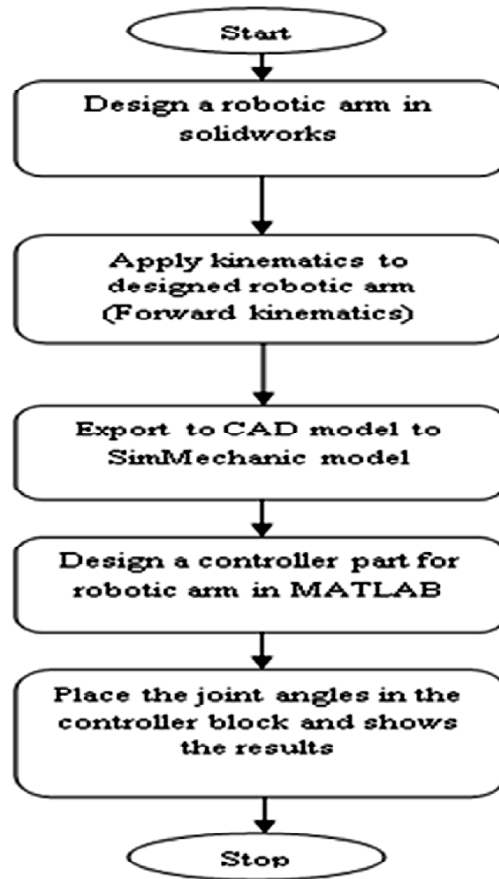 Start
Design a robotic arm in
solidworks
Apply kinematics to
designed robotic arm
(Forward kinematics)
Export to CAD model to
SimMechanic model
Design a controller part for
robotic arm in MATLAB
Place the joint angles in the
controller block and shows
the results
Stop